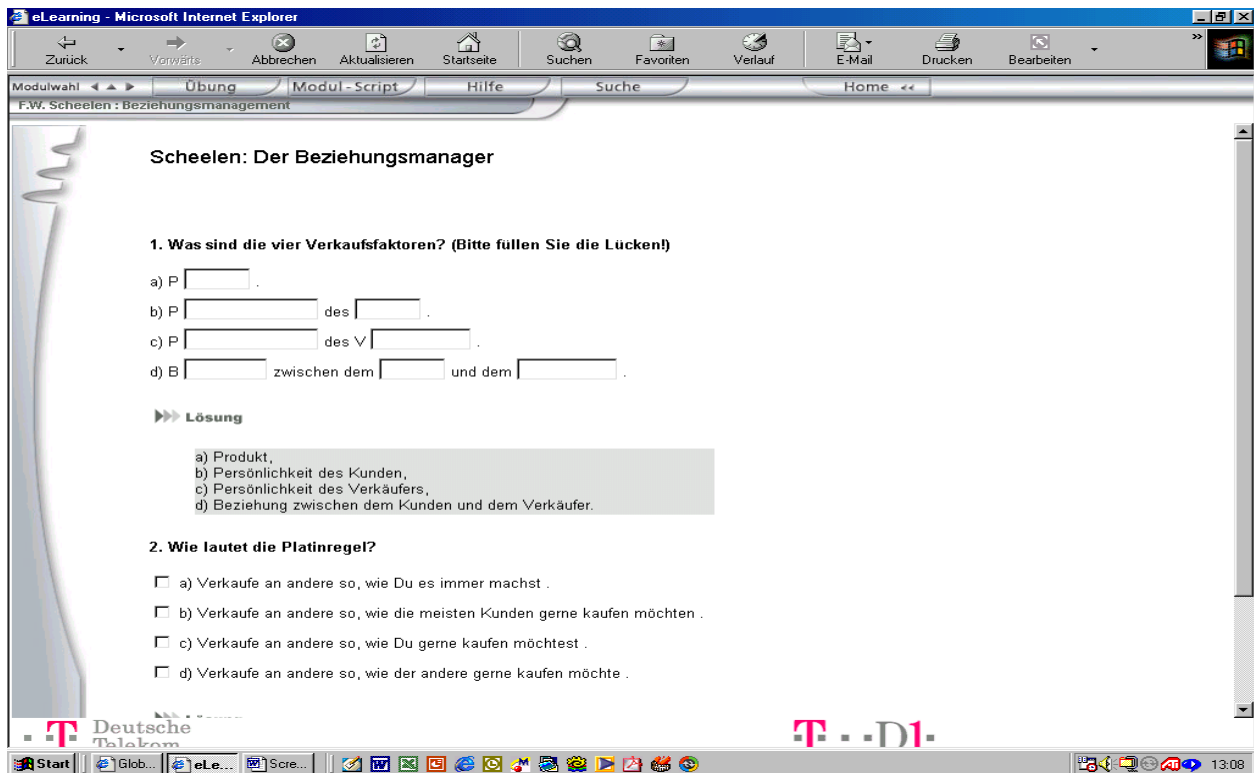 eLearning - Microsoft Internet Explorer
Zurück Vorwärts Abbrechen Aktualisieren Startseite Suchen Favoriten Verlauf E-Mail Drucken Bearbeiten »
Modulwahl Übung Modul - Script Hilfe Suche Home
F.W. Scheelen : Beziehungsmanagement
Scheelen: Der Beziehungsmanager
1. Was sind die vier Verkaufsfaktoren? (Bitte füllen Sie die Lücken!)
a) P .
b) P des .
c) P des V .
d) B zwischen dem und dem .
Lösung
a) Produkt,
b) Persönlichkeit des Kunden,
c) Persönlichkeit des Verkäufers,
d) Beziehung zwischen dem Kunden und dem Verkäufer.
2. Wie lautet die Platinregel?
a) Verkaufe an andere so, wie Du es immer machst .
b) Verkaufe an andere so, wie die meisten Kunden gerne kaufen möchten .
c) Verkaufe an andere so, wie Du gerne kaufen möchtest .
d) Verkaufe an andere so, wie der andere gerne kaufen möchte .
T Deutsche Telekom
T D1
Start Glob... eLe... Scre... 13:08